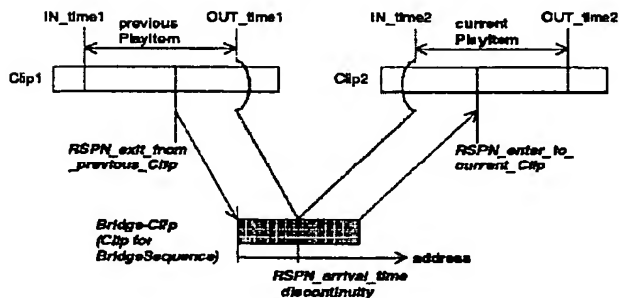 IN_time1
previous
PlayItem
OUT_time1
IN_time2
current
PlayItem
OUT_time2
Clip1
Clip2
RSPN_exit_from
_previous_Clip
RSPN_enter_to_
current_Clip
Bridge-Clip
(Clip for
BridgeSequence)
address
RSPN_arrival_time
discontinuity